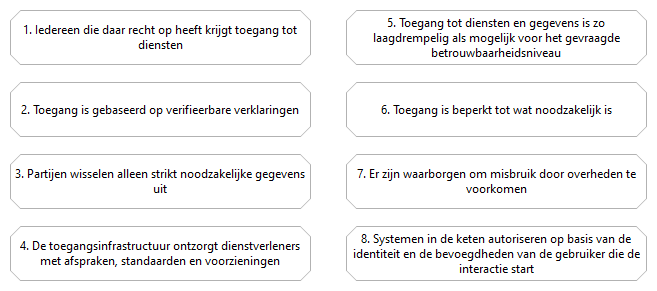 1. Iedereen die daar recht op heeft krijgt toegang tot
diensten
2. Toegang is gebaseerd op verifieerbare verklaringen
3. Partijen wisselen alleen strikt noodzakelijke gegevens
uit
4. De toegangsinfrastructuur ontzorgt dienstverleners
met afspraken, standaarden en voorzieningen
5. Toegang tot diensten en gegevens is zo
laagdrempelig als mogelijk voor het gevraagde
betrouwbaarheidsniveau
6. Toegang is beperkt tot wat noodzakelijk is
7. Er zijn waarborgen om misbruik door overheden te
voorkomen
8. Systemen in de keten autoriseren op basis van de
identiteit en de bevoegdheden van de gebruiker die de
interactie start